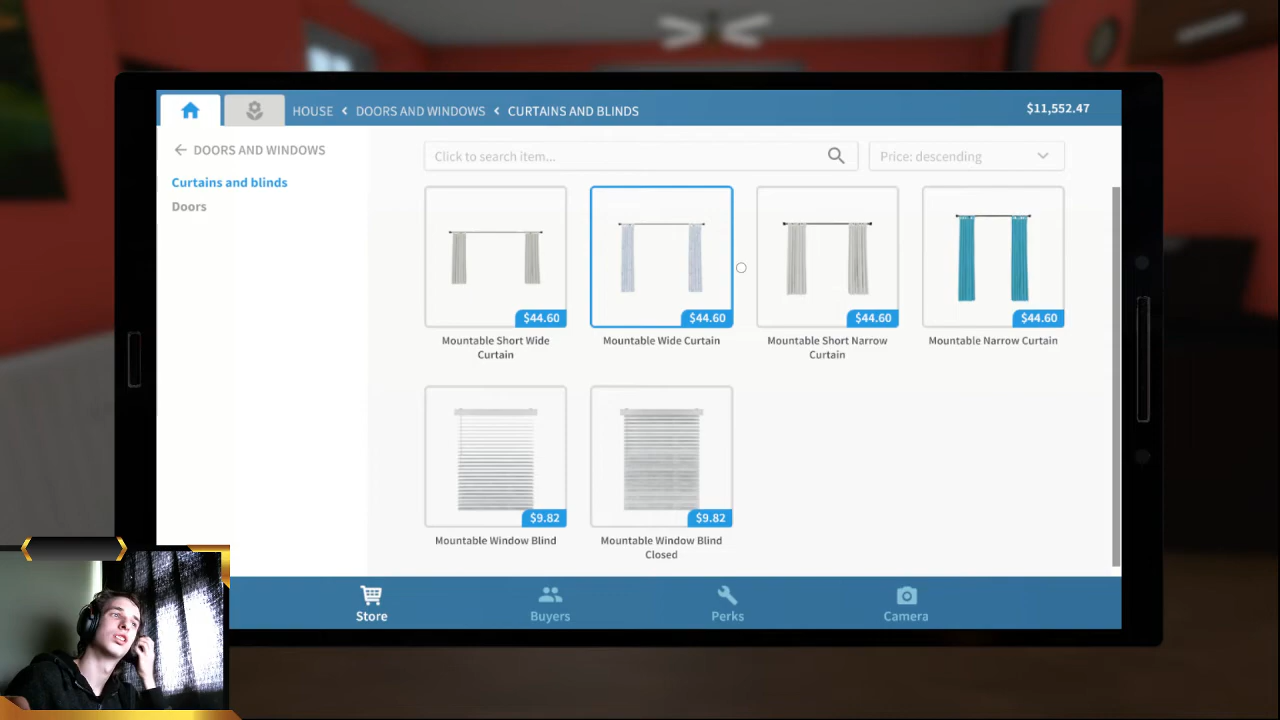 HOUSE < DOORS AND WINDOWS < CURTAINS AND BLINDS
$11,552.47
← DOORS AND WINDOWS
Curtains and blinds
Doors
Click to search item...
Price: descending
$44.60
$44.60
$44.60
$44.60
Mountable Short Wide
Curtain
Mountable Wide Curtain
Mountable Short Narrow
Curtain
Mountable Narrow Curtain
$9.82
$9.82
Mountable Window Blind
Mountable Window Blind
Closed
Store
Buyers
Perks
Camera